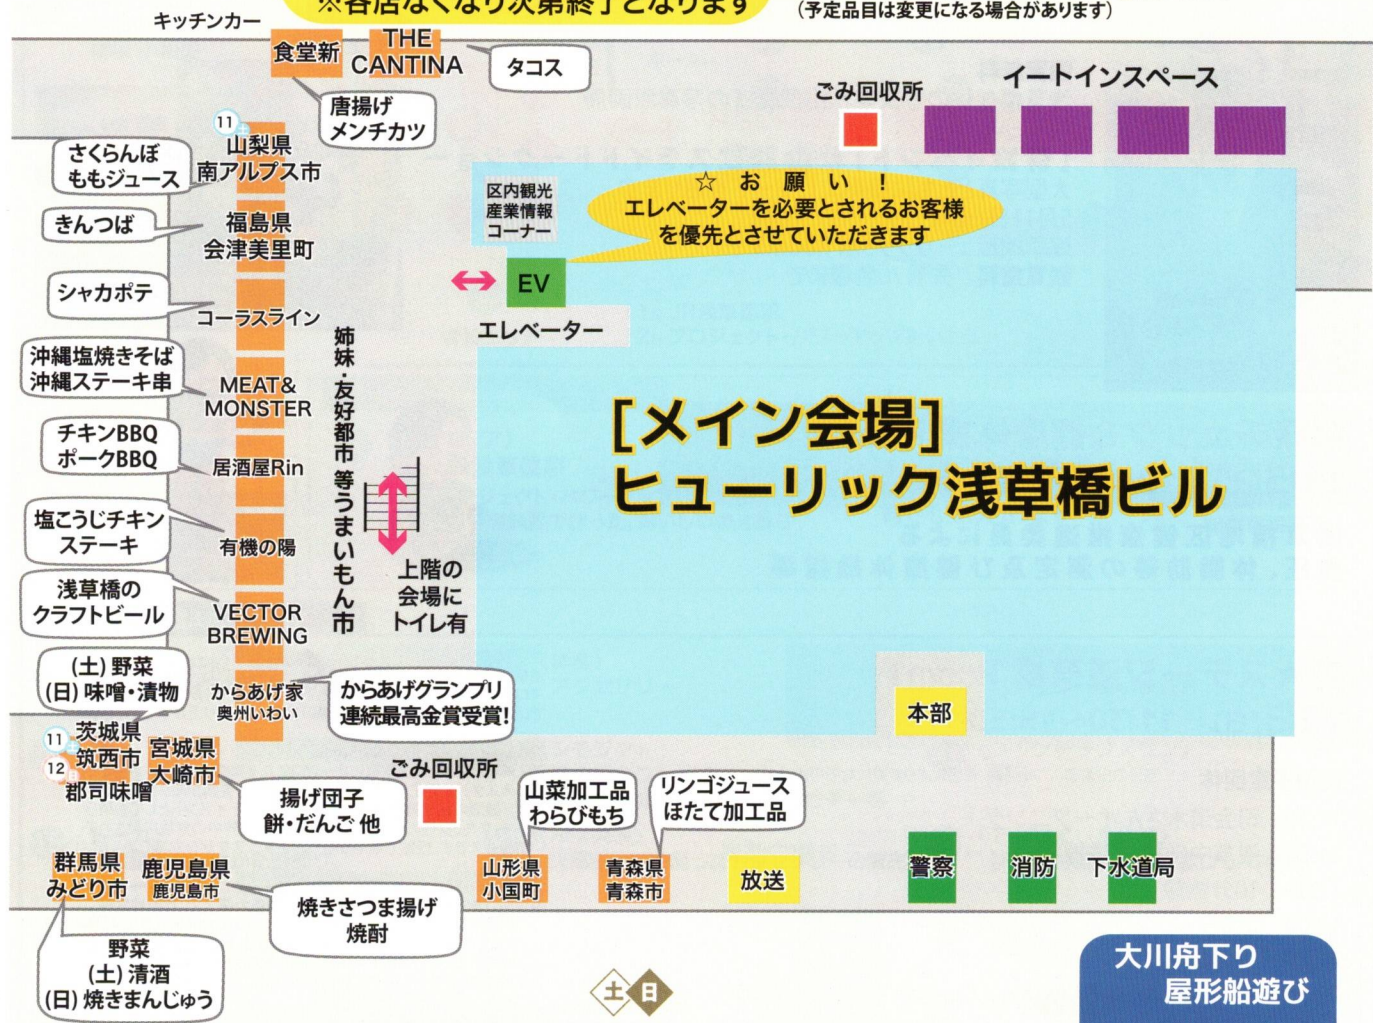 ※各店なくなり次第終了となります
(予定品目は変更になる場合があります)
キッチンカー
食堂新
THE
CANTINA
タコス
唐揚げ
メンチカツ
ごみ回収所
イートインスペース
11土
山梨県
南アルプス市
さくらんぼ
ももジュース
福島県
会津美里町
きんつば
区内観光
産業情報
コーナー
☆お願い!
エレベーターを必要とされるお客様
を優先とさせていただきます
EV
エレベーター
シャカポテ
コーラスライン
沖縄塩焼きそば
沖縄ステーキ串
MEAT&
MONSTER
チキンBBQ
ポークBBQ
居酒屋Rin
塩こうじチキン
ステーキ
有機の陽
浅草橋の
クラフトビール
VECTOR
BREWING
姉妹・友好都市 等うまいもん市
上階の
会場に
トイレ有
[メイン会場]
ヒューリック浅草橋ビル
(土) 野菜
(日) 味噌・漬物
からあげ家
奥州いわい
からあげグランプリ
連続最高金賞受賞!
本部
11土
茨城県
筑西市
12日
郡司味噌
宮城県
大崎市
揚げ団子
餅・だんご 他
ごみ回収所
山菜加工品
わらびもち
リンゴジュース
ほたて加工品
群馬県
みどり市
鹿児島県
鹿児島市
山形県
小国町
青森県
青森市
放送
警察
消防
下水道局
焼きさつま揚げ
焼酎
野菜
(土) 清酒
(日) 焼きまんじゅう
土 日
大川舟下り
屋形船遊び